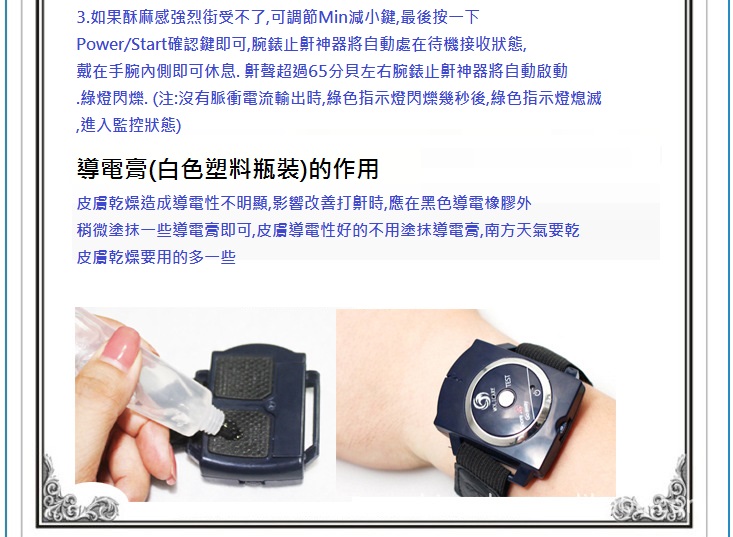 3.如果酥麻感強烈街受不了,可調節Min減小鍵,最後按一下
Power/Start確認鍵即可,腕錶止鼾神器將自動處在待機接收狀態,
戴在手腕內側即可休息. 鼾聲超過65分貝左右腕錶止鼾神器將自動啟動
.綠燈閃爍. (注:沒有脈衝電流輸出時,綠色指示燈閃爍幾秒後,綠色指示燈熄滅
,進入監控狀態)
導電膏(白色塑料瓶裝)的作用
皮膚乾燥造成導電性不明顯,影響改善打鼾時,應在黑色導電橡膠外
稍微塗抹一些導電膏即可,皮膚導電性好的不用塗抹導電膏,南方天氣要乾
皮膚乾燥要用的多一些
TEST